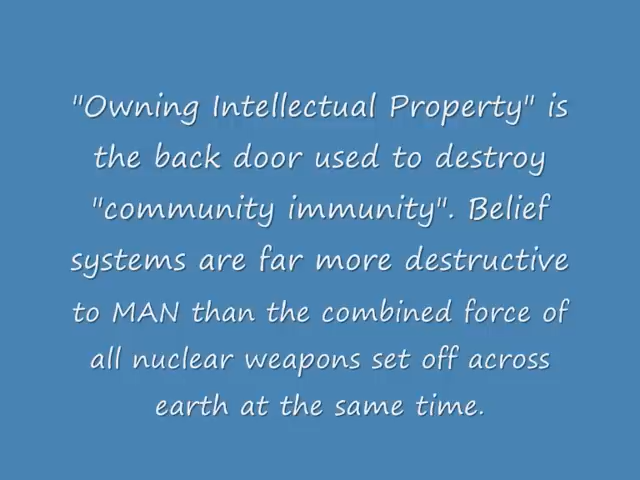 "Owning Intellectual Property" is
the back door used to destroy
"community immunity". Belief
systems are far more destructive
to MAN than the combined force of
all nuclear weapons set off across
earth at the same time.